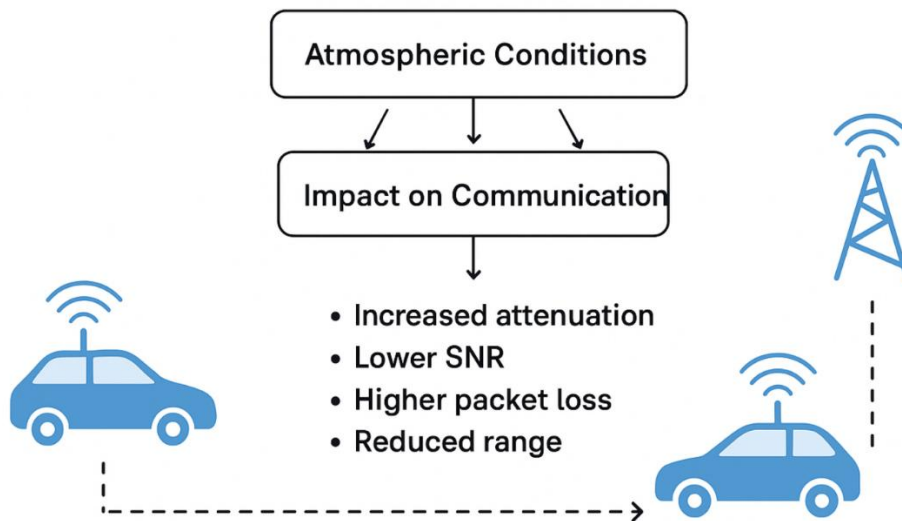 Atmospheric Conditions
Impact on Communication
• Increased attenuation
• Lower SNR
• Higher packet loss
• Reduced range